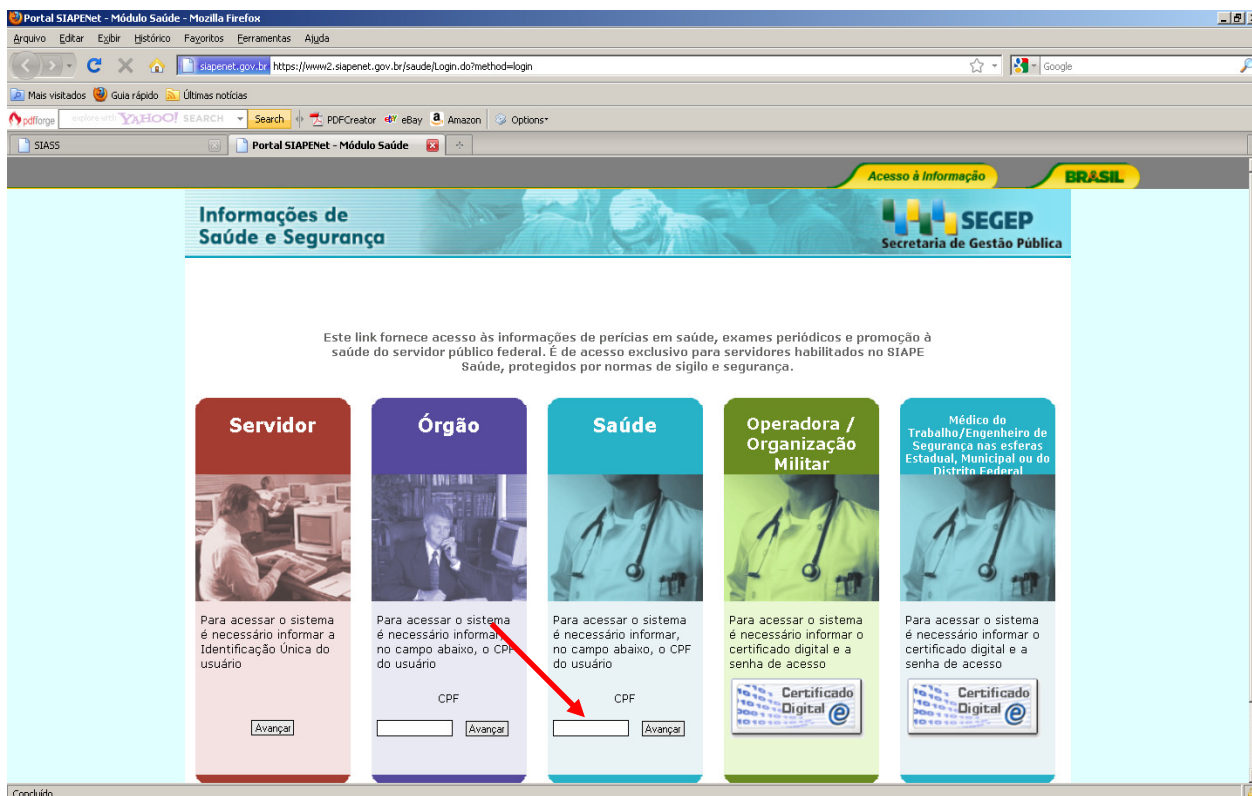 Portal SIAPENet - Módulo Saúde - Mozilla Firefox
Arquivo Editar Exibir Histórico Favoritos Ferramentas Ajuda
siapenet.gov.br https://www2.siapenet.gov.br/saude/Login.do?method=login
Google
Mais visitados Guia rápido Últimas notícias
pdfforge explore with YAHOO! SEARCH Search PDFCreator eBay Amazon Options
SIASS Portal SIAPENet - Módulo Saúde
Acesso à Informação BRASIL
Informações de
Saúde e Segurança
SEGEP
Secretaria de Gestão Pública
Este link fornece acesso às informações de perícias em saúde, exames periódicos e promoção à
saúde do servidor público federal. É de acesso exclusivo para servidores habilitados no SIAPE
Saúde, protegidos por normas de sigilo e segurança.
Servidor
Para acessar o sistema
é necessário informar a
Identificação Única do
usuário
Avançar
Órgão
Para acessar o sistema
é necessário informar,
no campo abaixo, o CPF
do usuário
CPF
Avançar
Saúde
Para acessar o sistema
é necessário informar,
no campo abaixo, o CPF
do usuário
CPF
Avançar
Operadora /
Organização
Militar
Para acessar o sistema
é necessário informar o
certificado digital e a
senha de acesso
Certificado
Digital
Médico do
Trabalho/Engenheiro de
Segurança nas esferas
Estadual, Municipal ou do
Distrito Federal
Para acessar o sistema
é necessário informar o
certificado digital e a
senha de acesso
Certificado
Digital
Concluído